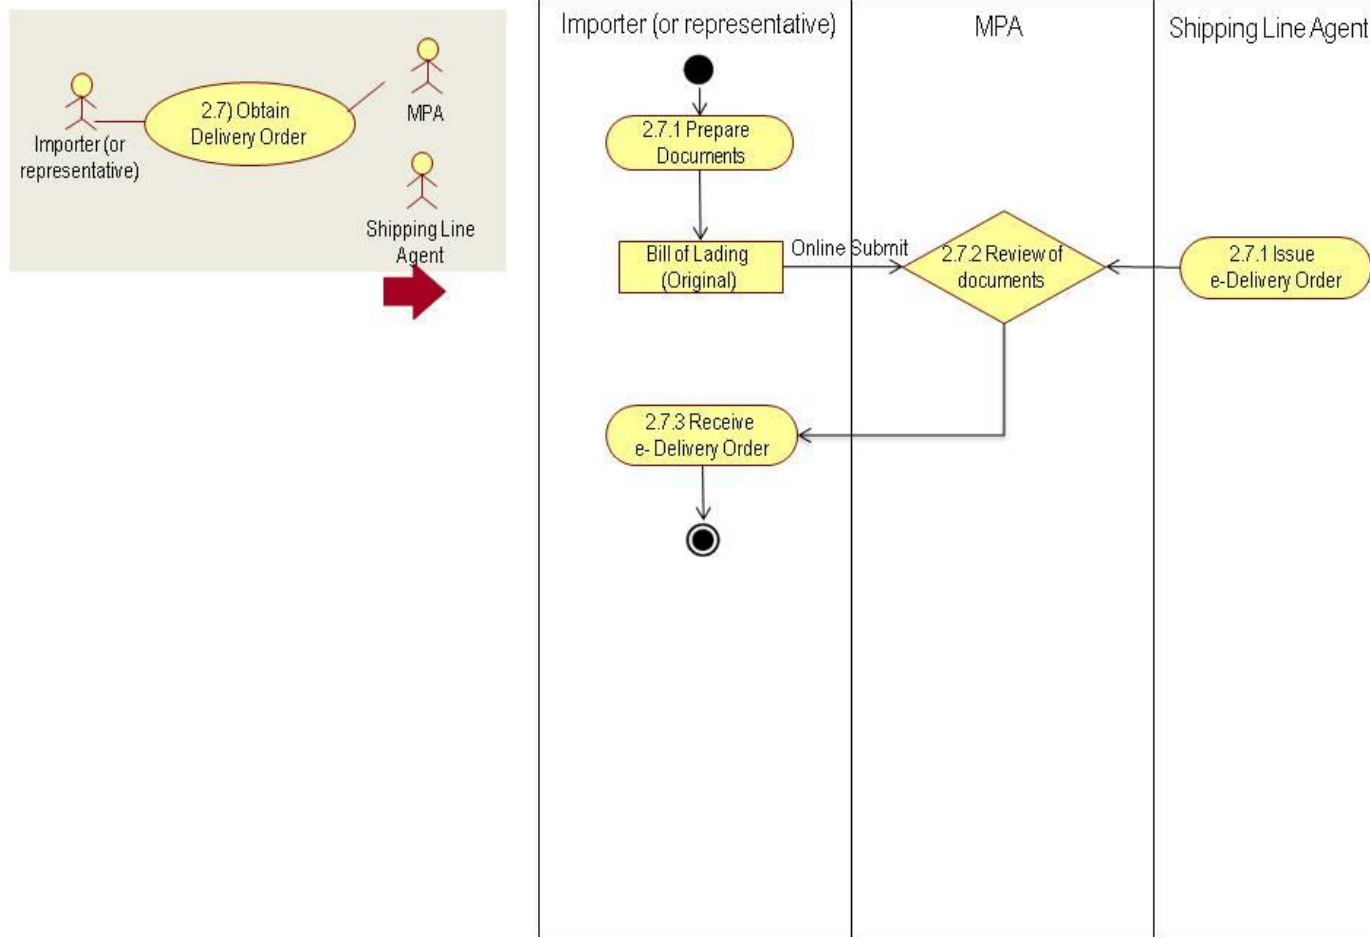 2.7) Obtain
Delivery Order
Importer (or
representative)
MPA
Shipping Line
Agent
Importer (or representative)
MPA
Shipping Line Agent
2.7.1 Prepare
Documents
Bill of Lading
(Original)
Online Submit
2.7.2 Review of
documents
2.7.1 Issue
e-Delivery Order
2.7.3 Receive
e- Delivery Order